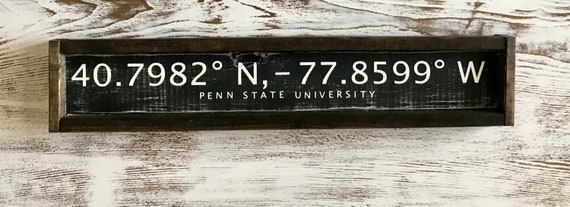 40.7982° N, - 77.8599° W
PENN STATE UNIVERSITY